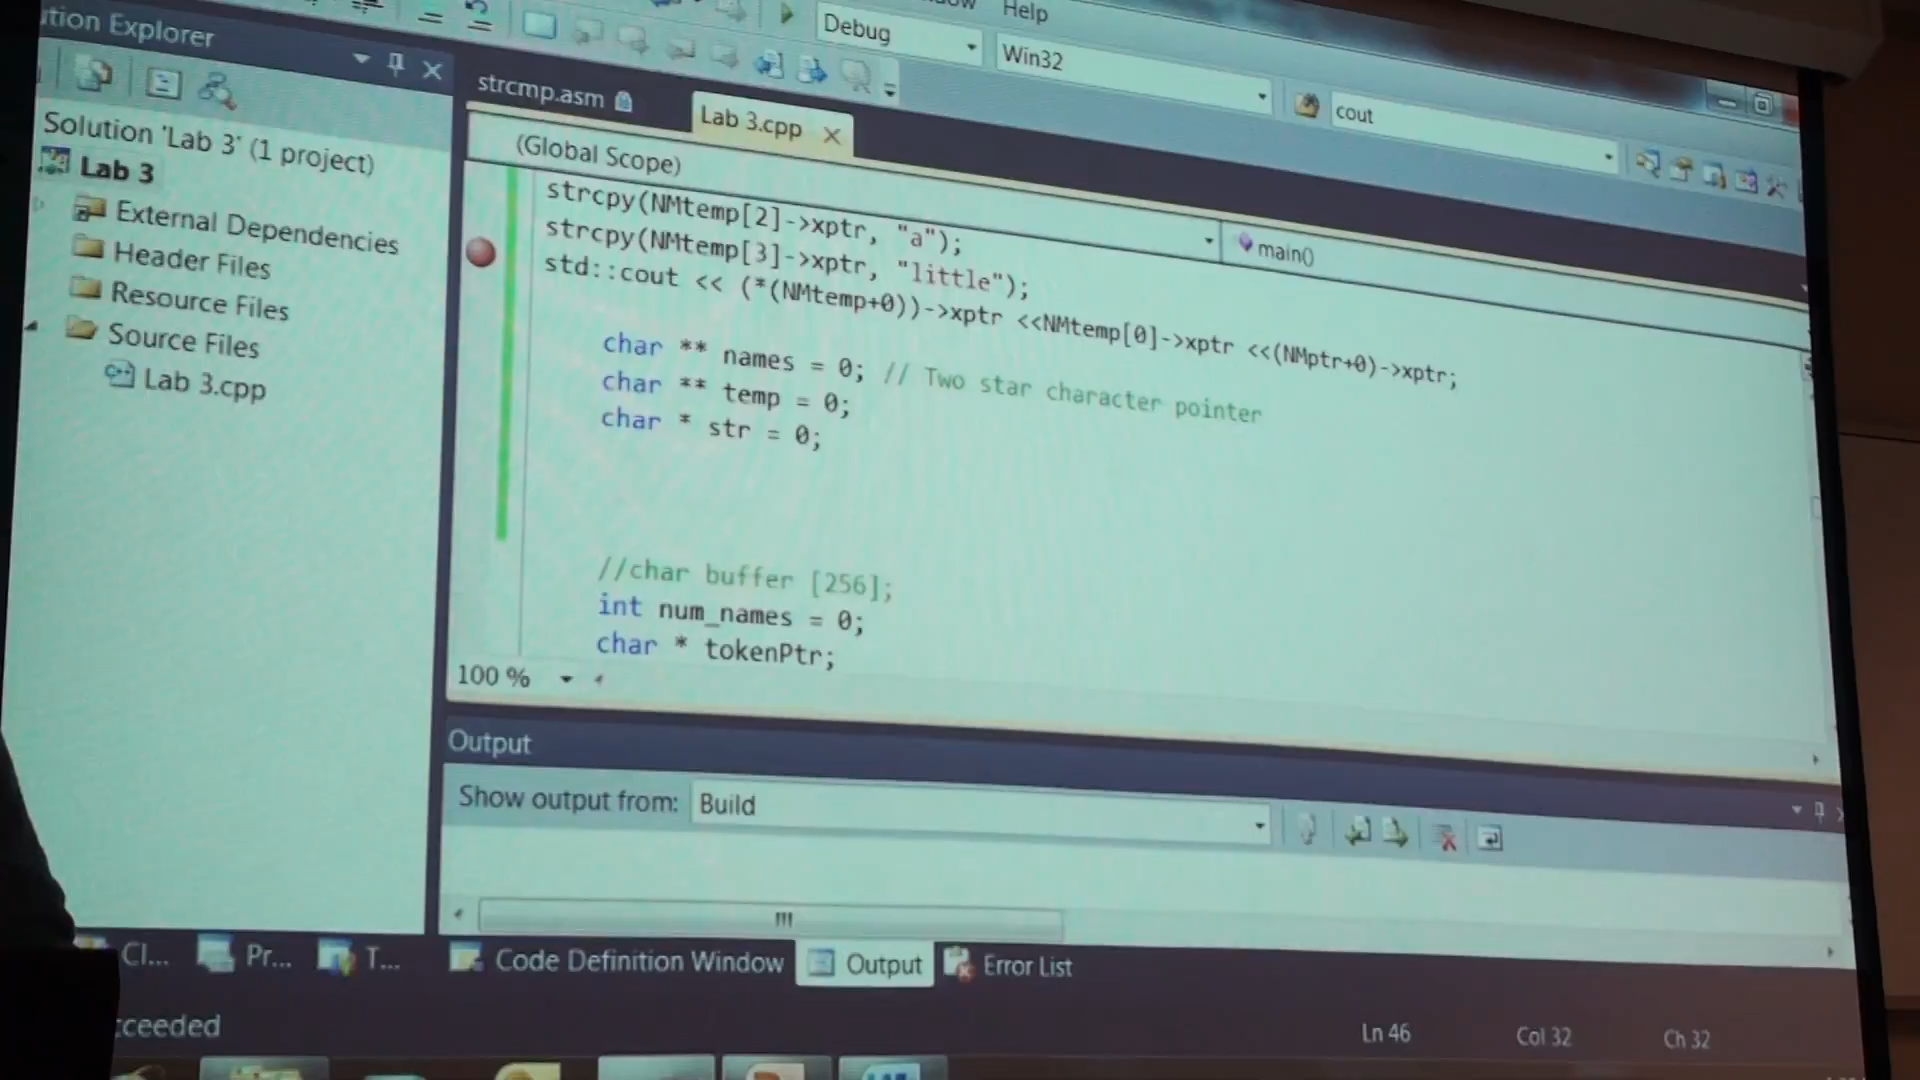 Help
Debug
Win32
cout
tion Explorer
Solution 'Lab 3' (1 project)
Lab 3
External Dependencies
Header Files
Resource Files
Source Files
Lab 3.cpp
strcmp.asm
Lab 3.cpp
(Global Scope)
main()
strcpy(NMtemp[2]->xptr, "a");
strcpy(NMtemp[3]->xptr, "little");
std::cout << (*(NMtemp+0))->xptr <<NMtemp[0]->xptr <<(NMptr+0)->xptr;
char ** names = 0; // Two star character pointer
char ** temp = 0;
char * str = 0;
//char buffer [256];
int num_names = 0;
char * tokenPtr;
100 %
Output
Show output from: Build
Cl... Pr... T...
Code Definition Window Output Error List
cceeded
Ln 46 Col 32 Ch 32